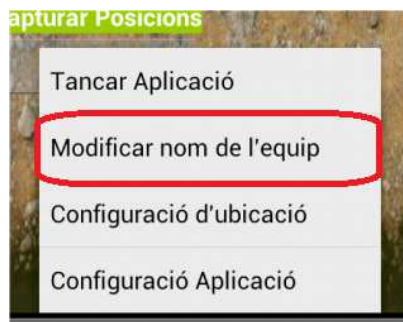 apturar Posicions
Tancar Aplicació
Modificar nom de l'equip
Configuració d'ubicació
Configuració Aplicació